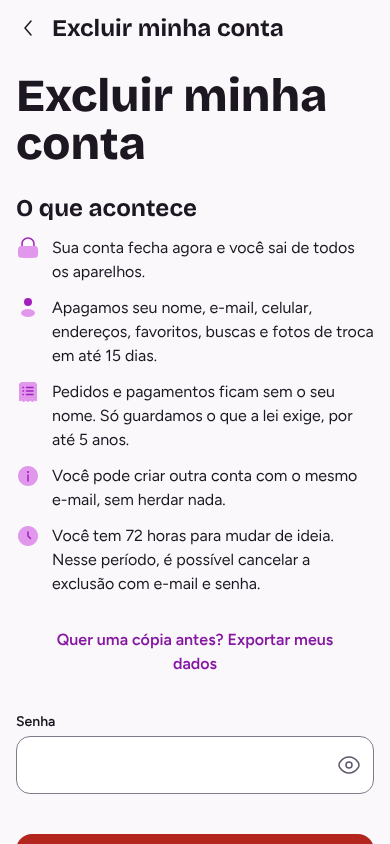 Excluir minha conta
Excluir minha
conta
O que acontece
Sua conta fecha agora e você sai de todos
os aparelhos.
Apagamos seu nome, e-mail, celular,
endereços, favoritos, buscas e fotos de troca
em até 15 dias.
Pedidos e pagamentos ficam sem o seu
nome. Só guardamos o que a lei exige, por
até 5 anos.
Você pode criar outra conta com o mesmo
e-mail, sem herdar nada.
Você tem 72 horas para mudar de ideia.
Nesse período, é possível cancelar a
exclusão com e-mail e senha.
Quer uma cópia antes? Exportar meus
dados
Senha